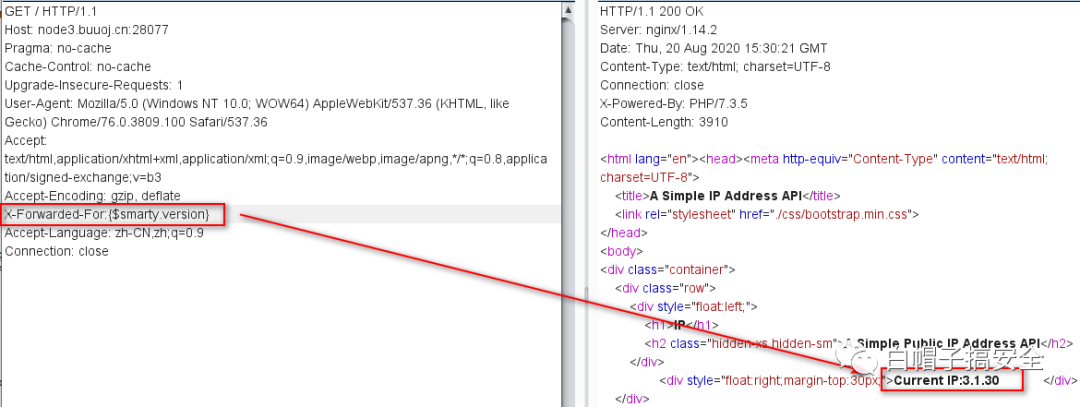 GET / HTTP/1.1
Host: node3.buuoj.cn:28077
Pragma: no-cache
Cache-Control: no-cache
Upgrade-Insecure-Requests: 1
User-Agent: Mozilla/5.0 (Windows NT 10.0; WOW64) AppleWebKit/537.36 (KHTML, like
Gecko) Chrome/76.0.3809.100 Safari/537.36
Accept:
text/html,application/xhtml+xml,application/xml;q=0.9,image/webp,image/apng,*/*;q=0.8,applica
tion/signed-exchange;v=b3
Accept-Encoding: gzip, deflate
X-Forwarded-For:{$smarty.version}
Accept-Language: zh-CN,zh;q=0.9
Connection: close
HTTP/1.1 200 OK
Server: nginx/1.14.2
Date: Thu, 20 Aug 2020 15:30:21 GMT
Content-Type: text/html; charset=UTF-8
Connection: close
X-Powered-By: PHP/7.3.5
Content-Length: 3910
<html lang="en"><head><meta http-equiv="Content-Type" content="text/html;
charset=UTF-8">
<title>A Simple IP Address API</title>
<link rel="stylesheet" href="./css/bootstrap.min.css">
</head>
<body>
<div class="container">
<div class="row">
<div style="float:left;">
<h1>IP</h1>
<h2 class="hidden-xs hidden-sm">A Simple Public IP Address API</h2>
</div>
<div style="float:right;margin-top:30px;">Current IP:3.1.30 </div>
</div>
白帽子搞安全